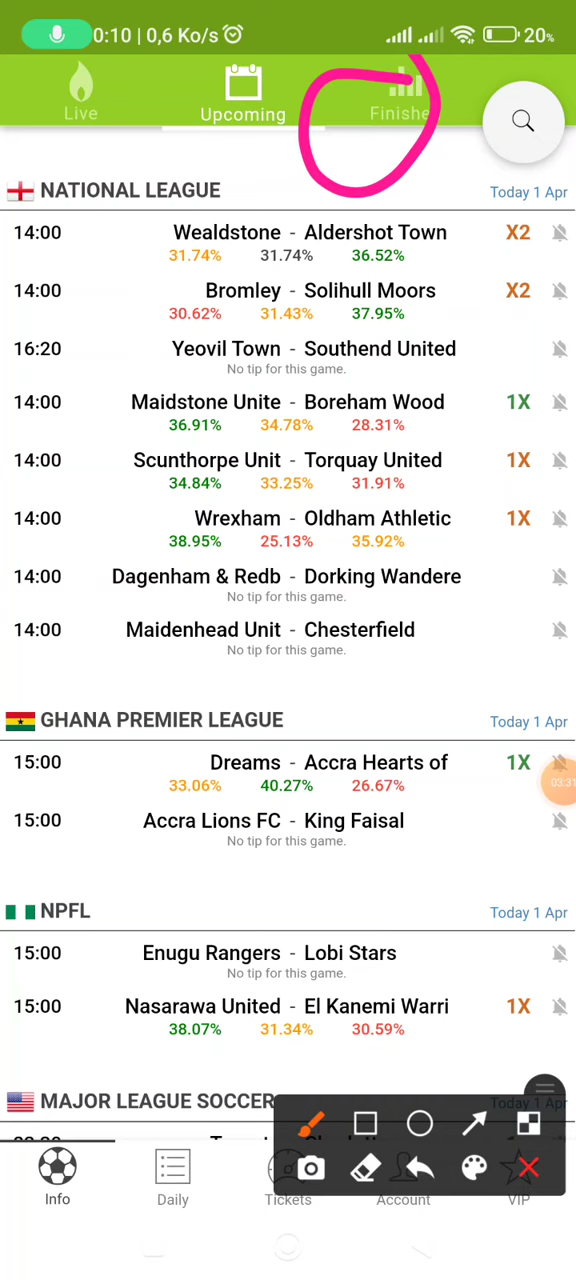 0:10 | 0,6 Ko/s 20%
Live Upcoming Finishe
NATIONAL LEAGUE Today 1 Apr
14:00 Wealdstone - Aldershot Town X2
31.74% 31.74% 36.52%
14:00 Bromley - Solihull Moors X2
30.62% 31.43% 37.95%
16:20 Yeovil Town - Southend United
No tip for this game.
14:00 Maidstone Unite - Boreham Wood 1X
36.91% 34.78% 28.31%
14:00 Scunthorpe Unit - Torquay United 1X
34.84% 33.25% 31.91%
14:00 Wrexham - Oldham Athletic 1X
38.95% 25.13% 35.92%
14:00 Dagenham & Redb - Dorking Wandere
No tip for this game.
14:00 Maidenhead Unit - Chesterfield
No tip for this game.
GHANA PREMIER LEAGUE Today 1 Apr
15:00 Dreams - Accra Hearts of 1X
33.06% 40.27% 26.67%
03:31
15:00 Accra Lions FC - King Faisal
No tip for this game.
NPFL Today 1 Apr
15:00 Enugu Rangers - Lobi Stars
No tip for this game.
15:00 Nasarawa United - El Kanemi Warri 1X
38.07% 31.34% 30.59%
MAJOR LEAGUE SOCCER Today 1 Apr
Info Daily Tickets Account VIP